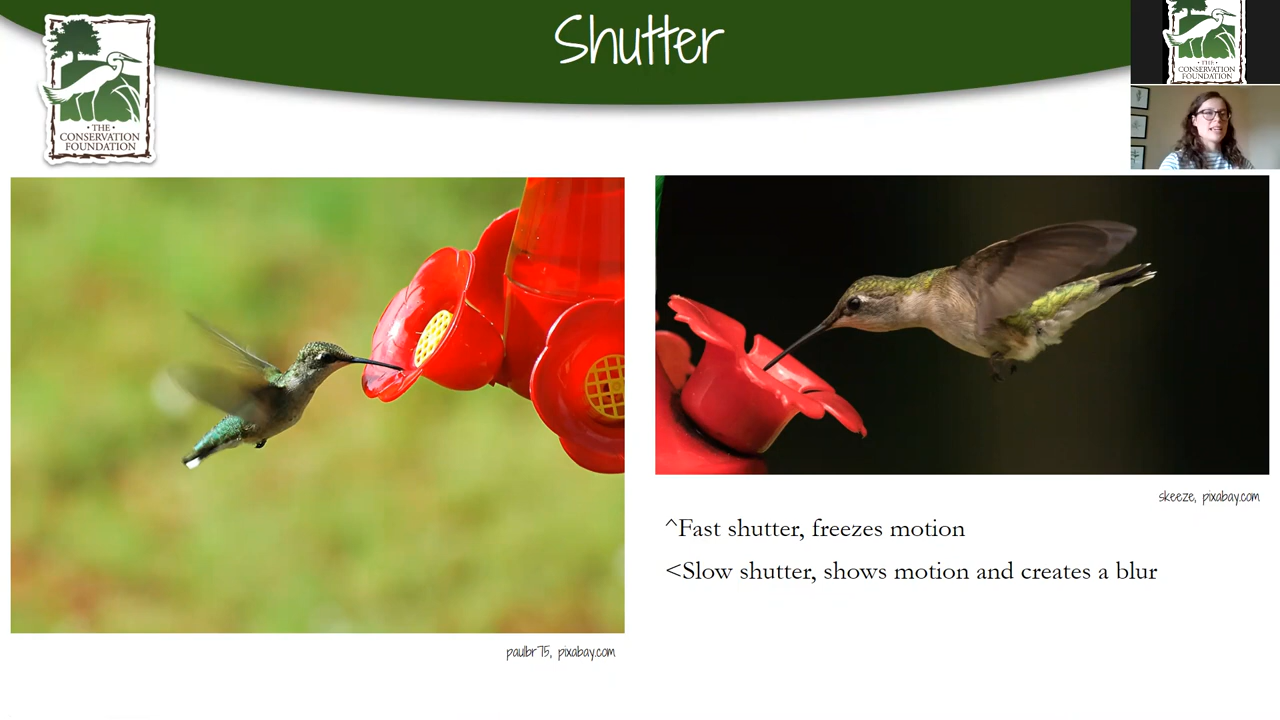 Shutter
• THE •
CONSERVATION
FOUNDATION
• THE •
CONSERVATION
FOUNDATION
skeeze, pixabay.com
^Fast shutter, freezes motion
<Slow shutter, shows motion and creates a blur
paulbr75, pixabay.com